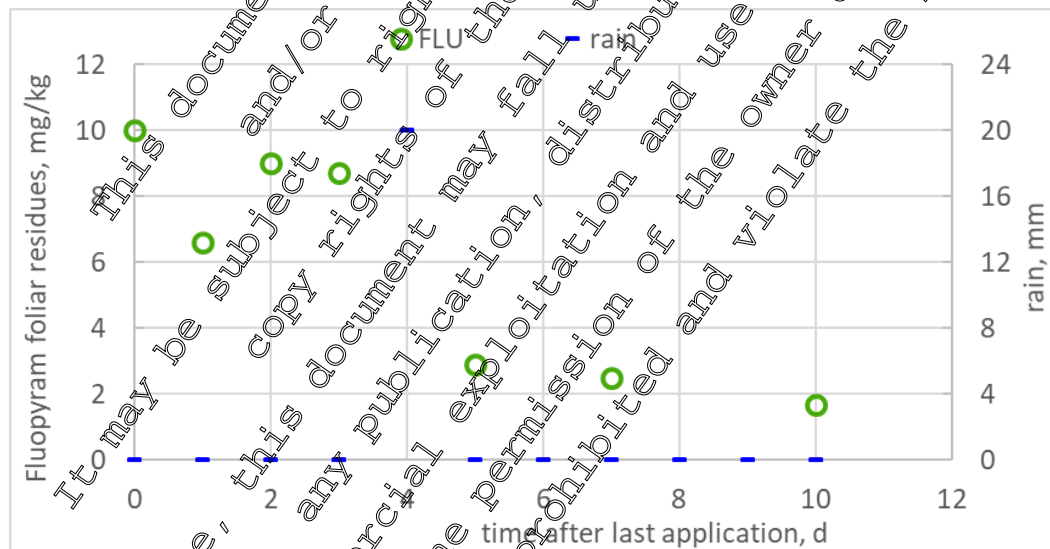 FLU rain
12 24
10 20
8 16
6 12
4 8
2 4
0 0
0 2 4 6 8 10 12
time after last application, d
Fluopyram foliar residues, mg/kg
rain, mm
This docume
It may be subject to rig
and/or
copy rights of the
this document may fall u
any publication, distribu
ercial exploitation and use
e permission of the owner
rohibited and violate the